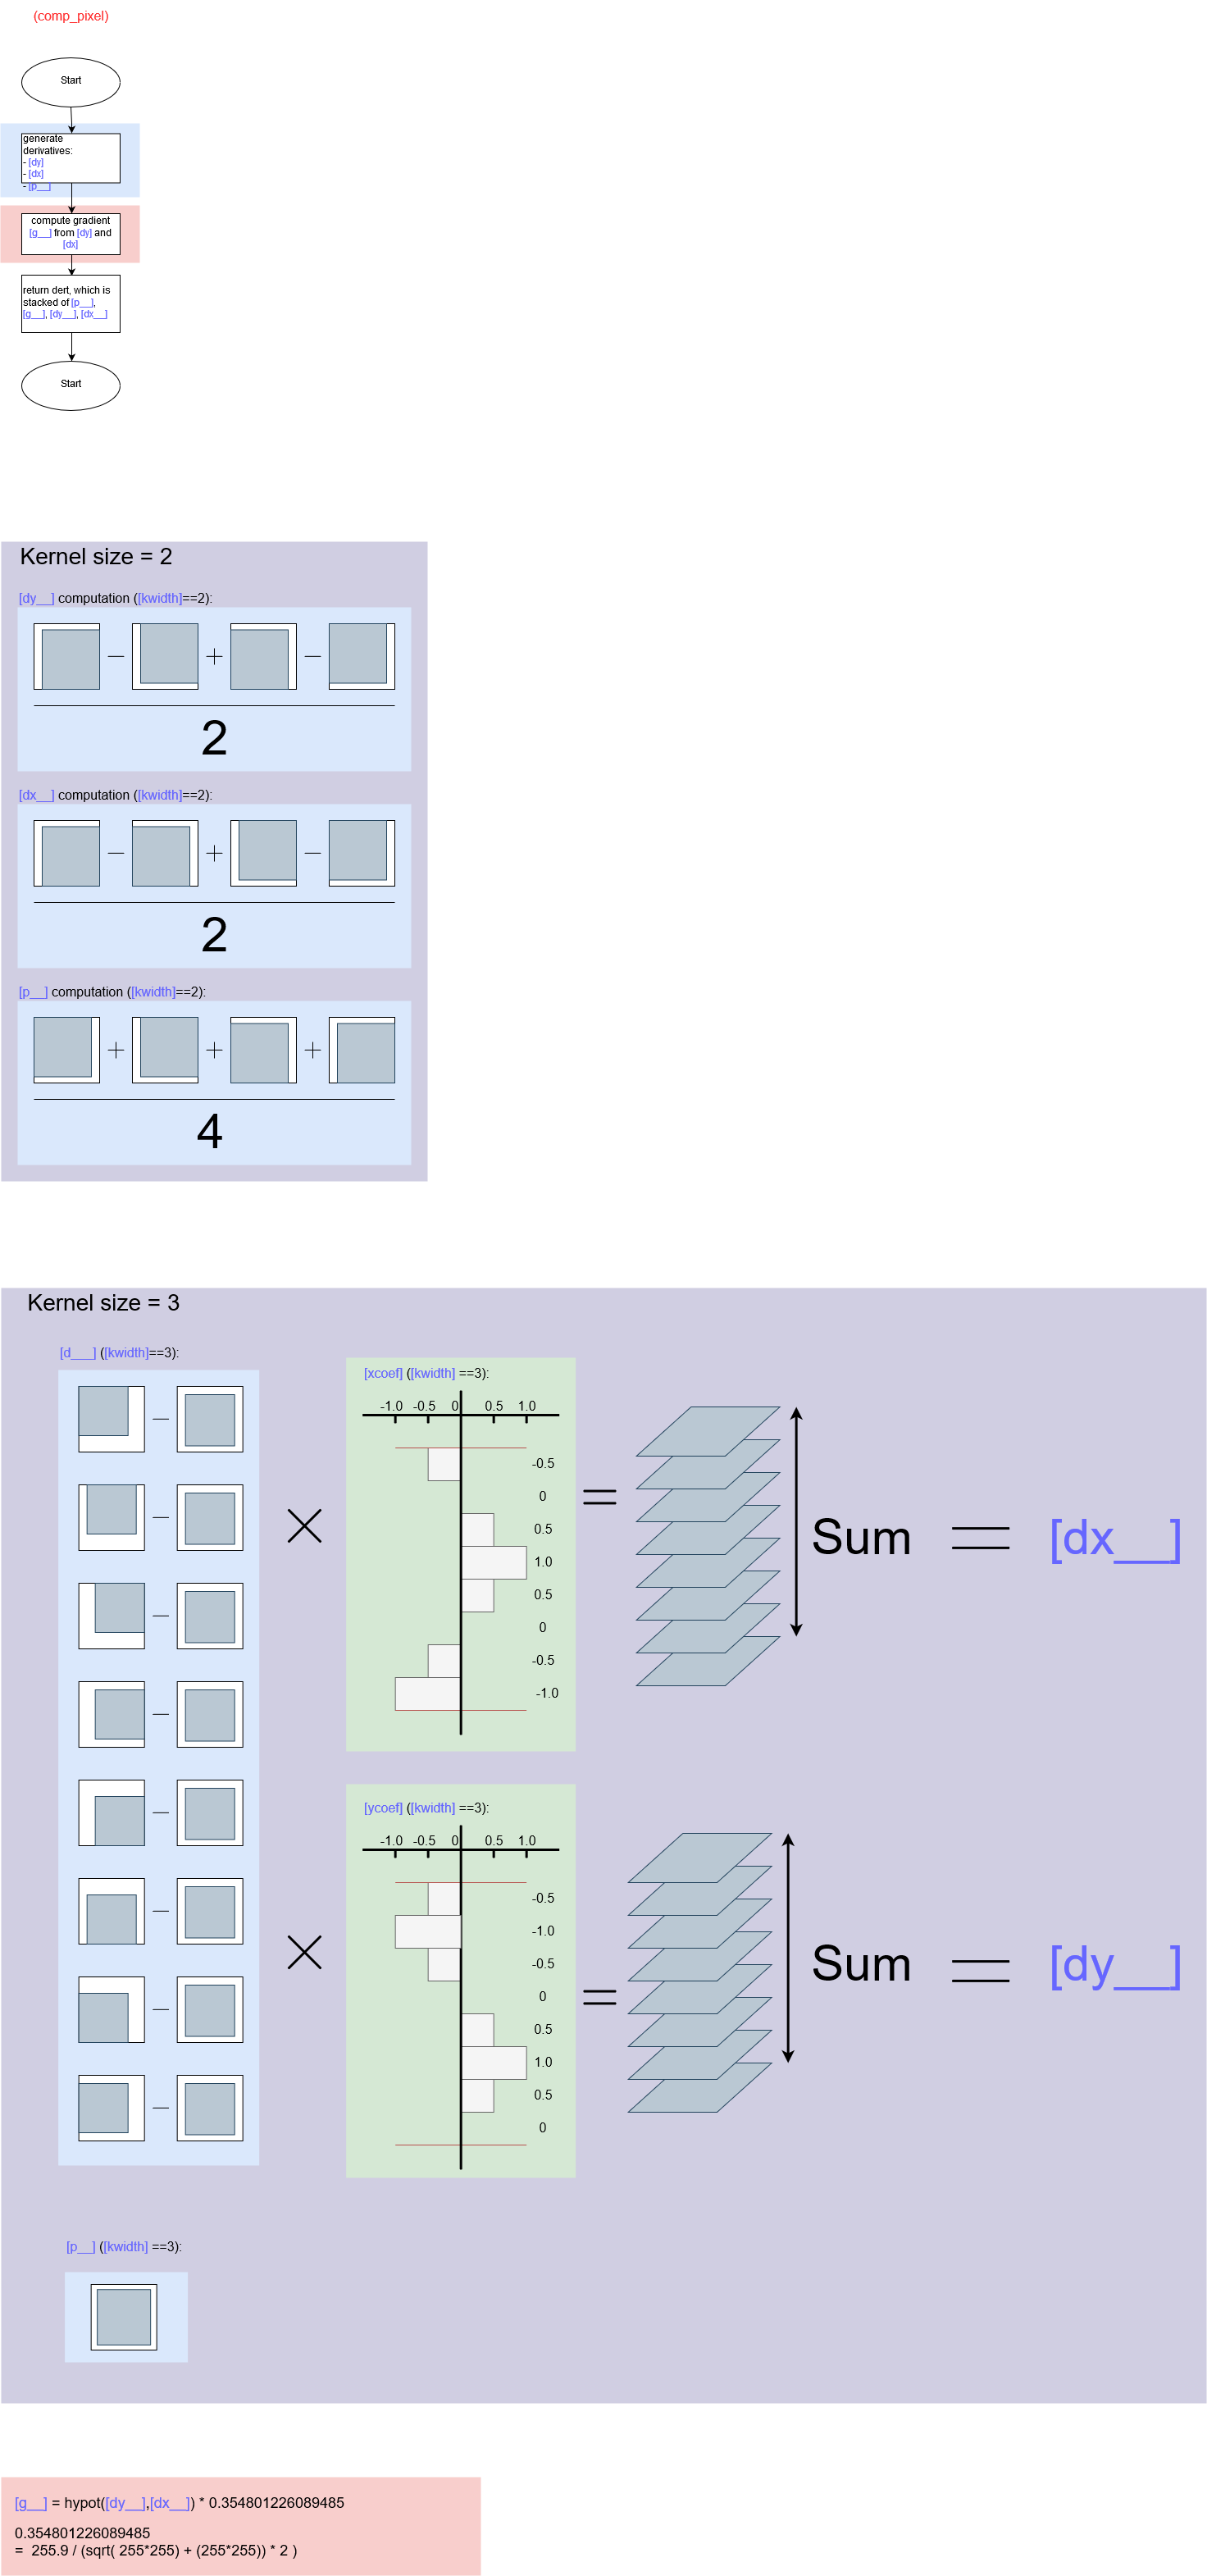 (comp_pixel)
Start
generate
derivatives:
- [dy]
- [dx]
- [p__]
compute gradient
[g__] from [dy] and
[dx]
return dert, which is
stacked of [p__],
[g__], [dy__], [dx__]
Start
Kernel size = 2
[dy__] computation ([kwidth]==2):
2
[dx__] computation ([kwidth]==2):
2
[p__] computation ([kwidth]==2):
4
Kernel size = 3
[d___] ([kwidth]==3):
[xcoef] ([kwidth] ==3):
-1.0 -0.5 0 0.5 1.0
-0.5
0
0.5
1.0
0.5
0
-0.5
-1.0
Sum = [dx__]
[ycoef] ([kwidth] ==3):
-1.0 -0.5 0 0.5 1.0
-0.5
-1.0
-0.5
0
0.5
1.0
0.5
0
Sum = [dy__]
[p__] ([kwidth] ==3):
[g__] = hypot([dy__],[dx__]) * 0.354801226089485
0.354801226089485
= 255.9 / (sqrt( 255*255) + (255*255)) * 2 )